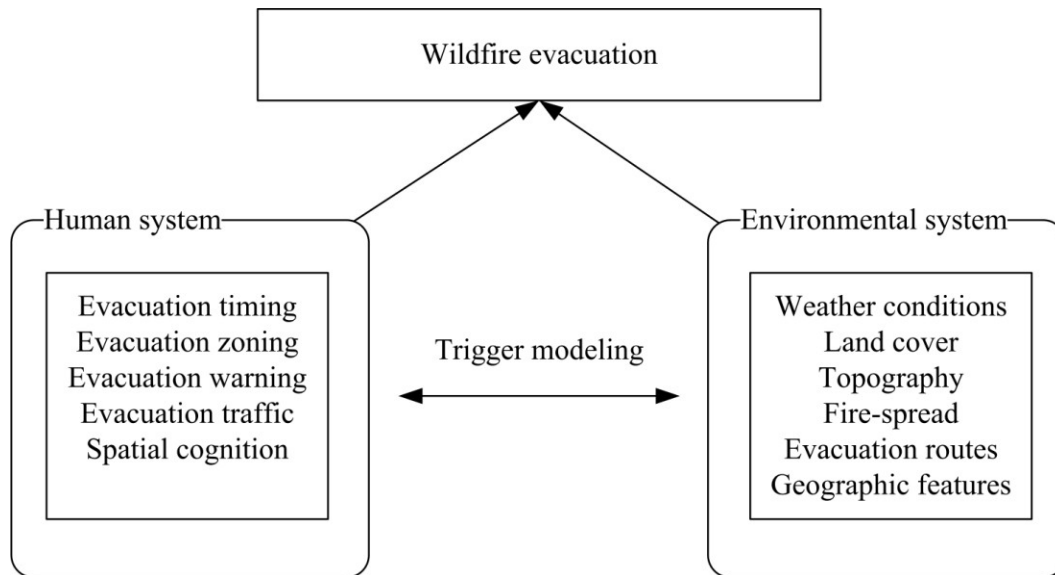 Wildfire evacuation
Human system
Evacuation timing
Evacuation zoning
Evacuation warning
Evacuation traffic
Spatial cognition
Trigger modeling
Environmental system
Weather conditions
Land cover
Topography
Fire-spread
Evacuation routes
Geographic features